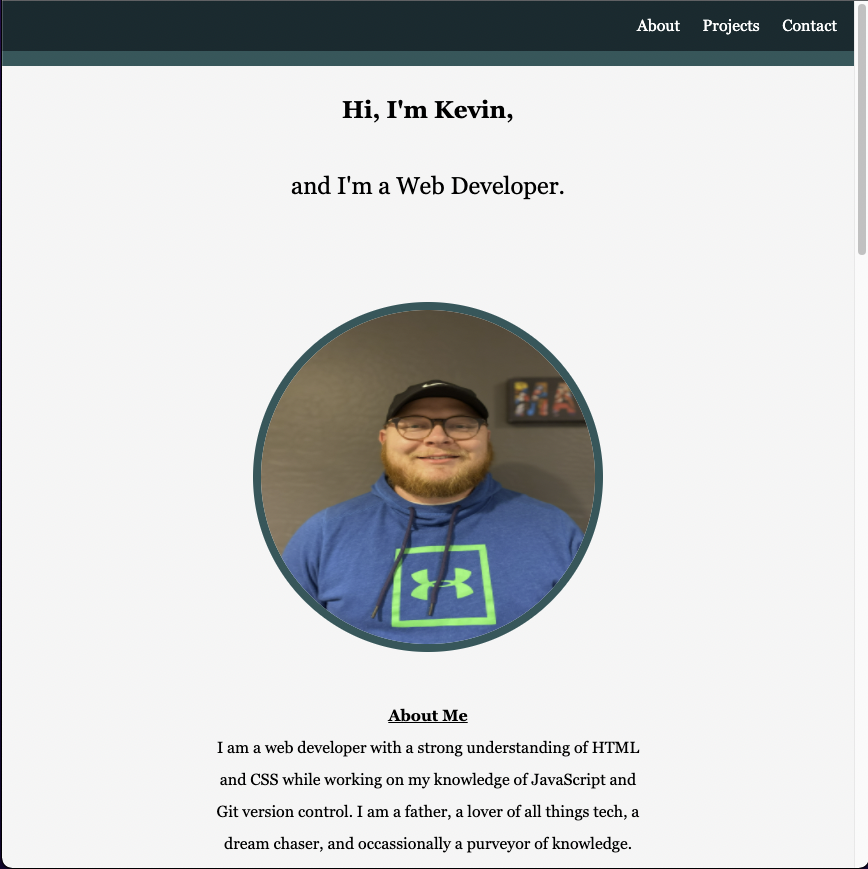 About Projects Contact
Hi, I'm Kevin,
and I'm a Web Developer.
About Me
I am a web developer with a strong understanding of HTML
and CSS while working on my knowledge of JavaScript and
Git version control. I am a father, a lover of all things tech, a
dream chaser, and occassionally a purveyor of knowledge.